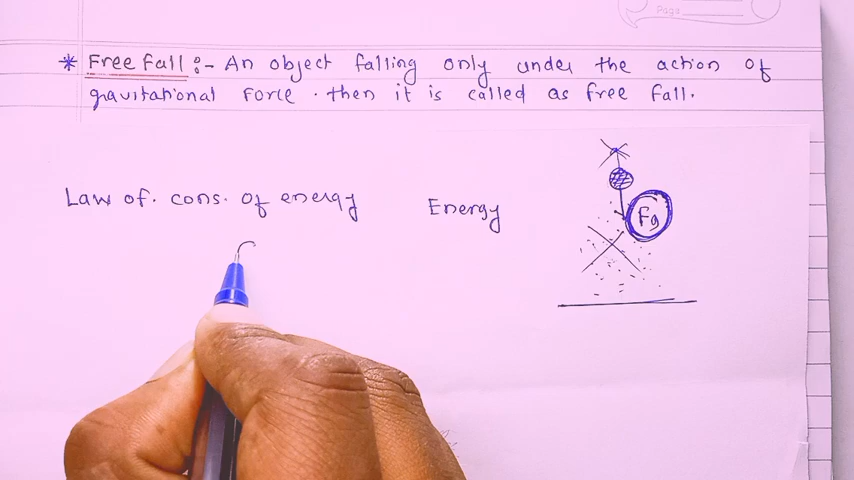 Page
* Free Fall :- An object falling only under the action of
gravitational Force . then it is called as free fall.
Law of. cons. of energy
Energy
Fg